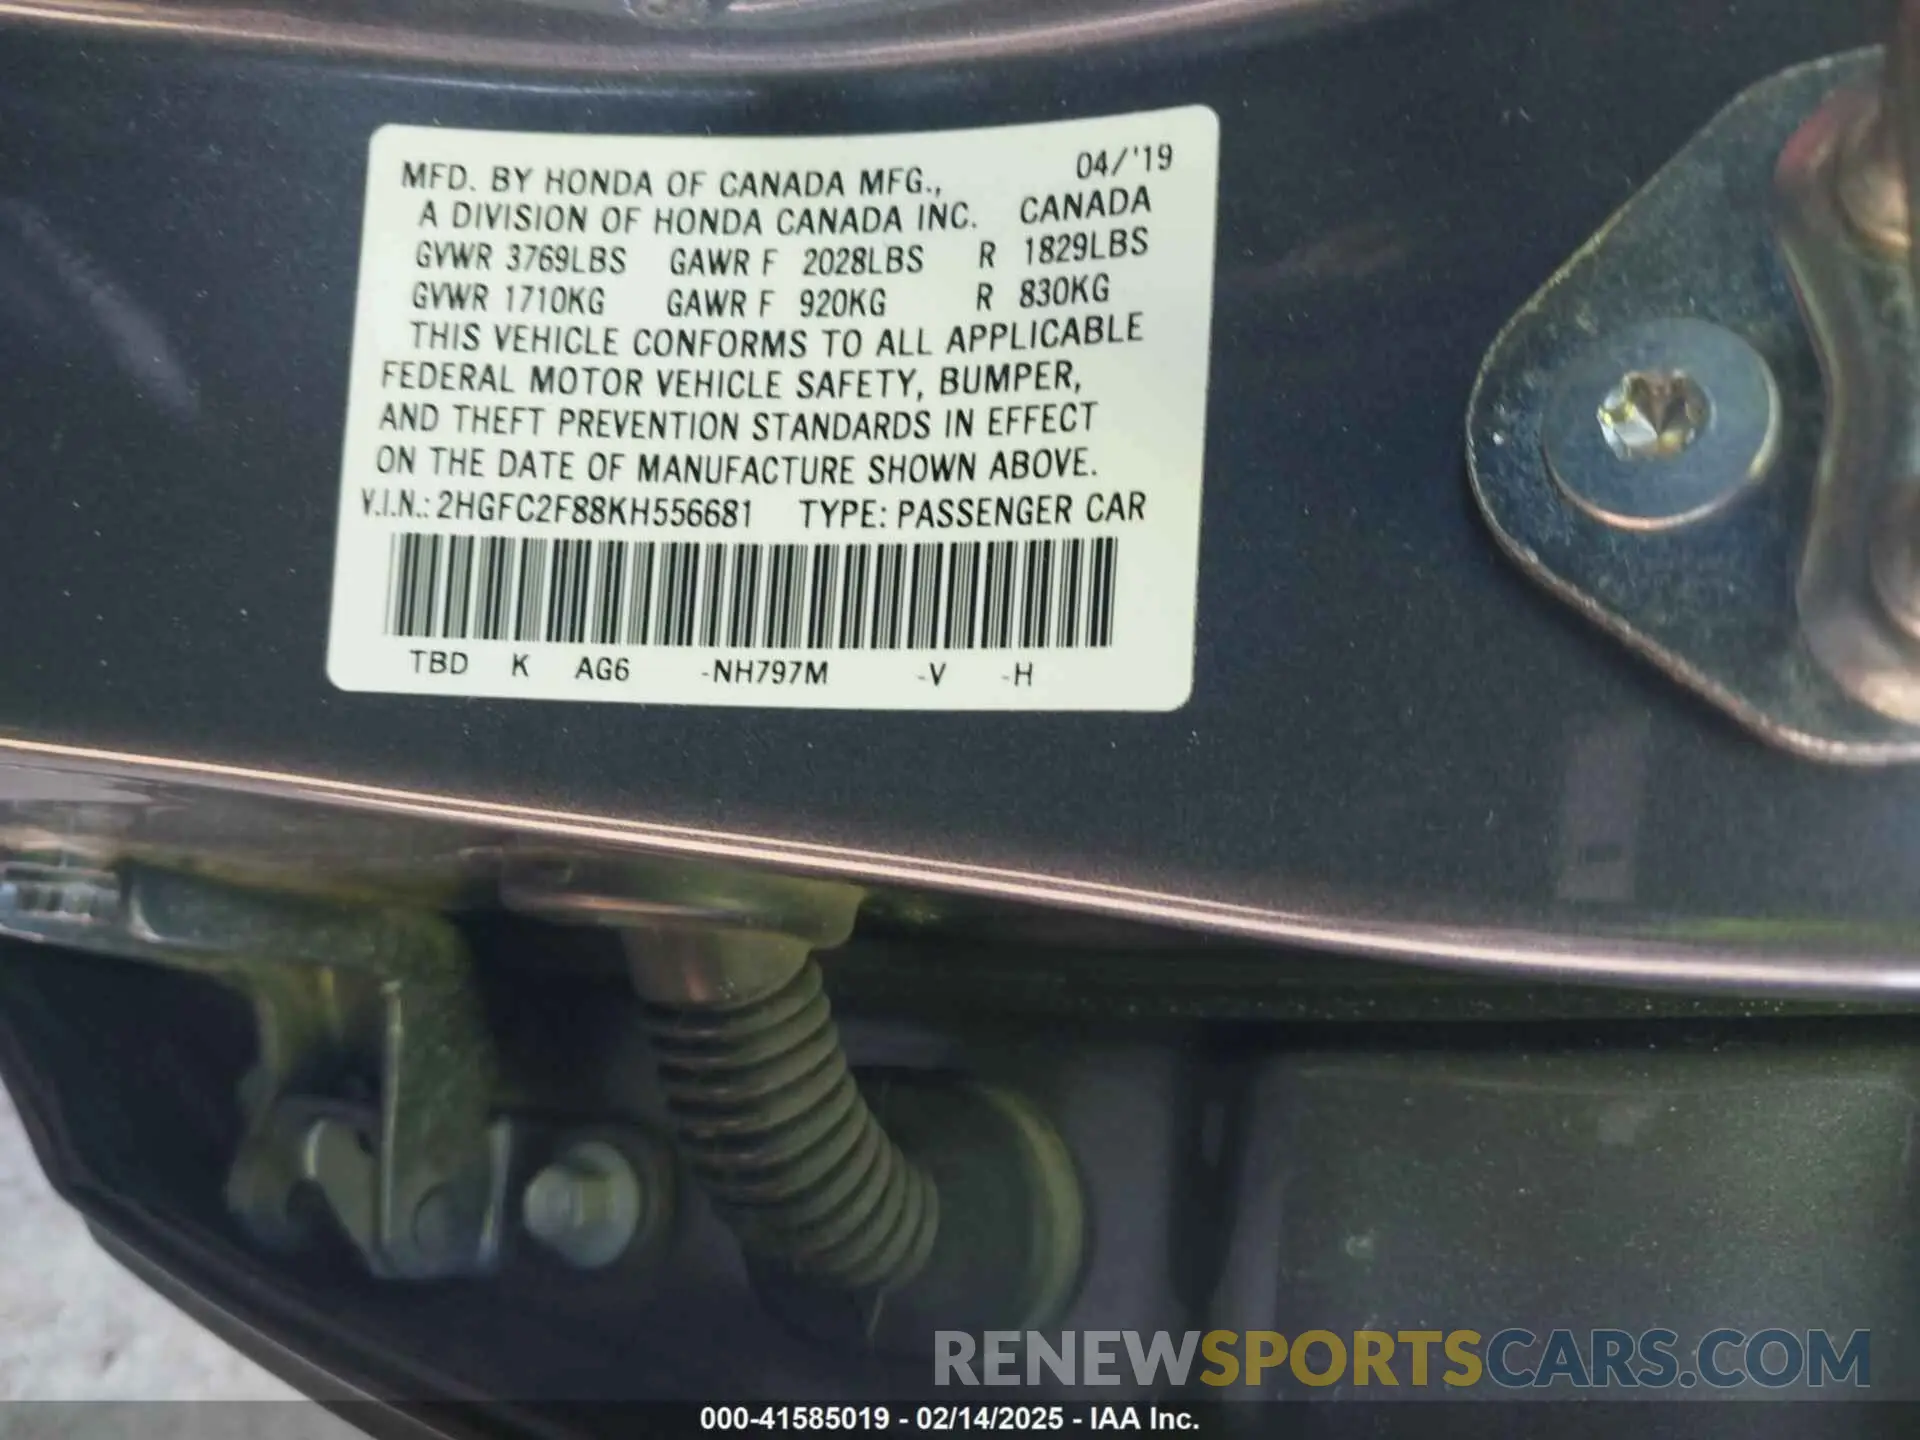 MFD. BY HONDA OF CANADA MFG., 04/'19
A DIVISION OF HONDA CANADA INC. CANADA
GVWR 3769LBS GAWR F 2028LBS R 1829LBS
GVWR 1710KG GAWR F 920KG R 830KG
THIS VEHICLE CONFORMS TO ALL APPLICABLE
FEDERAL MOTOR VEHICLE SAFETY, BUMPER,
AND THEFT PREVENTION STANDARDS IN EFFECT
ON THE DATE OF MANUFACTURE SHOWN ABOVE.
V.I.N.: 2HGFC2F88KH556681 TYPE: PASSENGER CAR
TBD K AG6 -NH797M -V -H
RENEWSPORTSCARS.COM
000-41585019 - 02/14/2025 - IAA Inc.